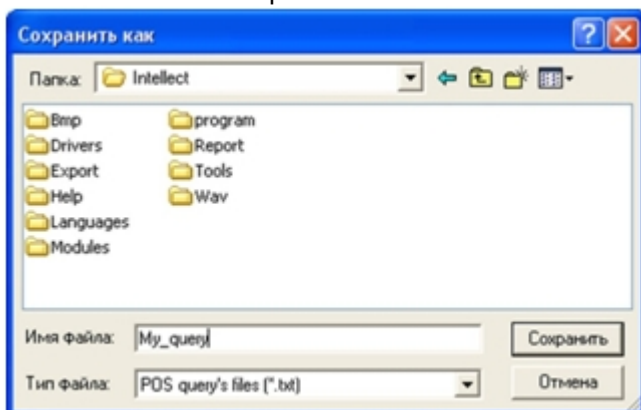 Сохранить как
Папка: Intellect
Bmp program
Drivers Report
Export Tools
Help Wav
Languages
Modules
Имя файла: My_query Сохранить
Тип файла: POS query's files (*.txt) Отмена